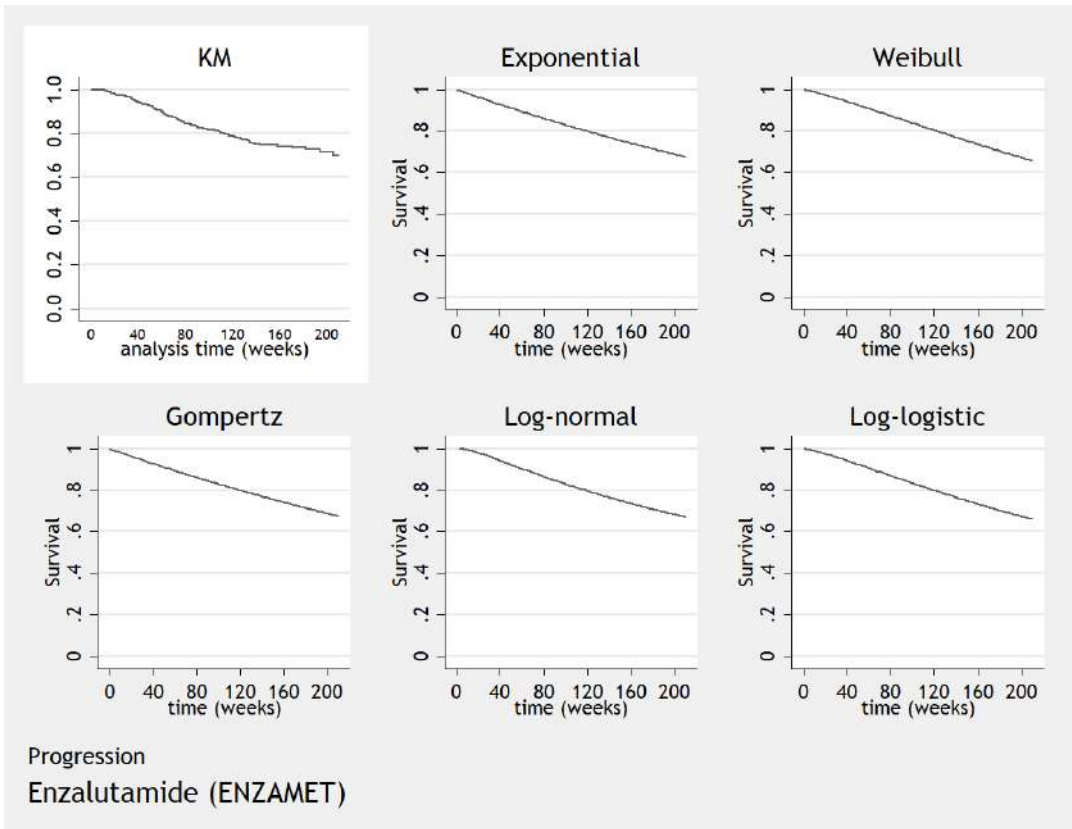 KM
1.0
0.8
0.6
0.4
0.2
0.0
0 40 80 120 160 200
analysis time (weeks)
Exponential
Survival
1
.8
.6
.4
.2
0
0 40 80 120 160 200
time (weeks)
Weibull
Survival
1
.8
.6
.4
.2
0
0 40 80 120 160 200
time (weeks)
Gompertz
Survival
1
.8
.6
.4
.2
0
0 40 80 120 160 200
time (weeks)
Log-normal
Survival
1
.8
.6
.4
.2
0
0 40 80 120 160 200
time (weeks)
Log-logistic
Survival
1
.8
.6
.4
.2
0
0 40 80 120 160 200
time (weeks)
Progression
Enzalutamide (ENZAMET)